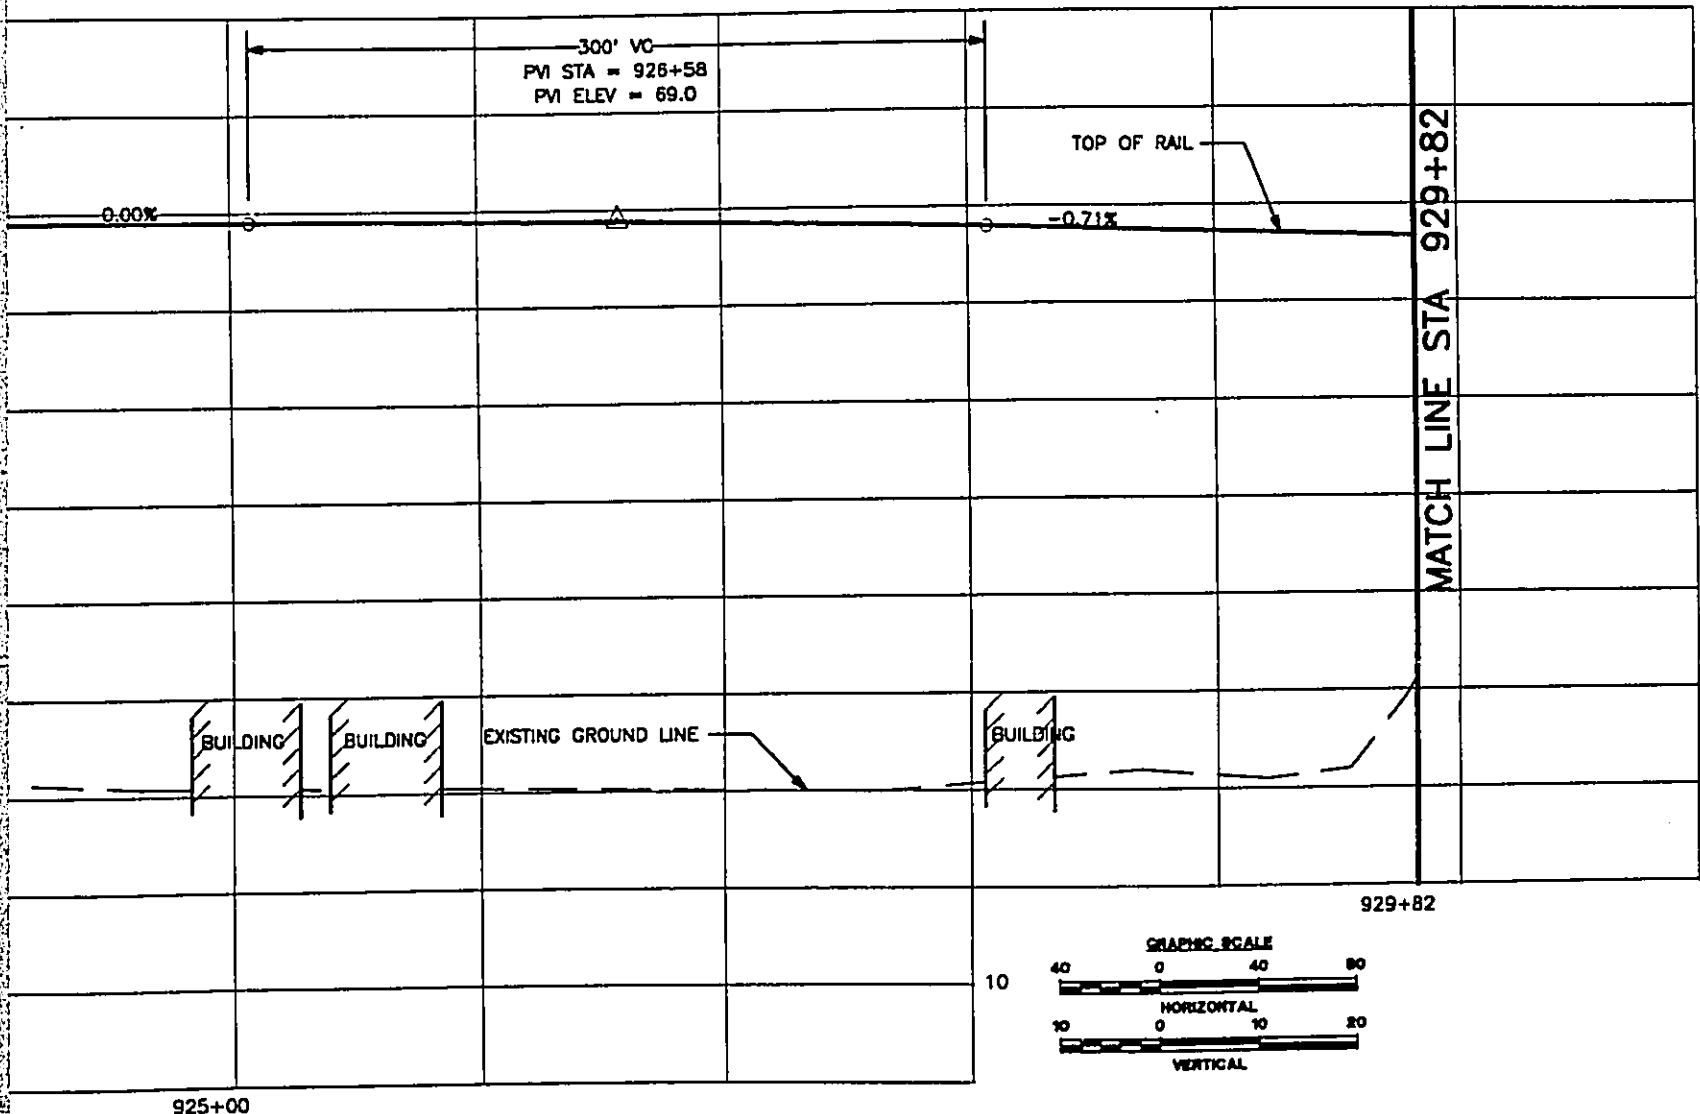 300' VC
PVI STA = 926+58
PVI ELEV = 69.0
TOP OF RAIL
0.00%
-0.71%
MATCH LINE STA 929+82
BUILDING
BUILDING
EXISTING GROUND LINE
BUILDING
929+82
GRAPHIC SCALE
40 0 40 80
HORIZONTAL
10 0 10 20
VERTICAL
10
925+00